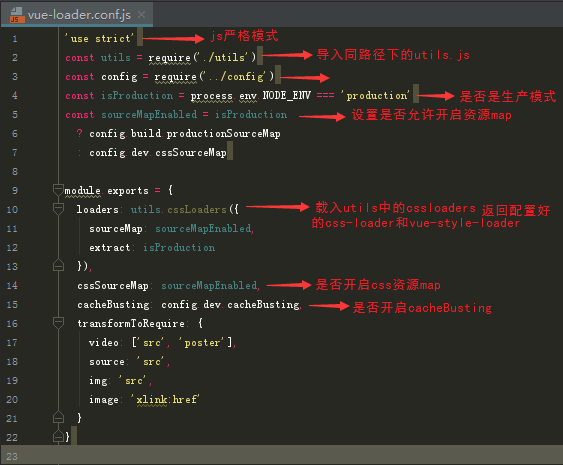 vue-loader.conf.js ×
1 'use strict' js严格模式
2 const utils = require('./utils') 导入同路径下的utils.js
3 const config = require('../config')
4 const isProduction = process.env.NODE_ENV === 'production' 是否是生产模式
5 const sourceMapEnabled = isProduction 设置是否允许开启资源map
6 ? config.build.productionSourceMap
7 : config.dev.cssSourceMap
8
9 module.exports = {
10 loaders: utils.cssLoaders({ 载入utils中的cssloaders 返回配置好
11 sourceMap: sourceMapEnabled, 的css-loader和vue-style-loader
12 extract: isProduction
13 }),
14 cssSourceMap: sourceMapEnabled, 是否开启css资源map
15 cacheBusting: config.dev.cacheBusting, 是否开启cacheBusting
16 transformToRequire: {
17 video: ['src', 'poster'],
18 source: 'src',
19 img: 'src',
20 image: 'xlink:href'
21 }
22 }
23